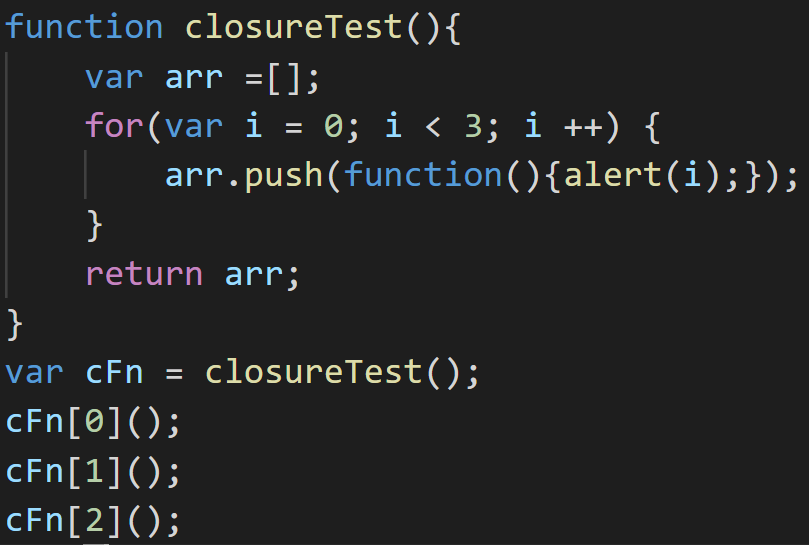 function closureTest(){
    var arr =[];
    for(var i = 0; i < 3; i ++) {
        arr.push(function(){alert(i);});
    }
    return arr;
}
var cFn = closureTest();
cFn[0]();
cFn[1]();
cFn[2]();